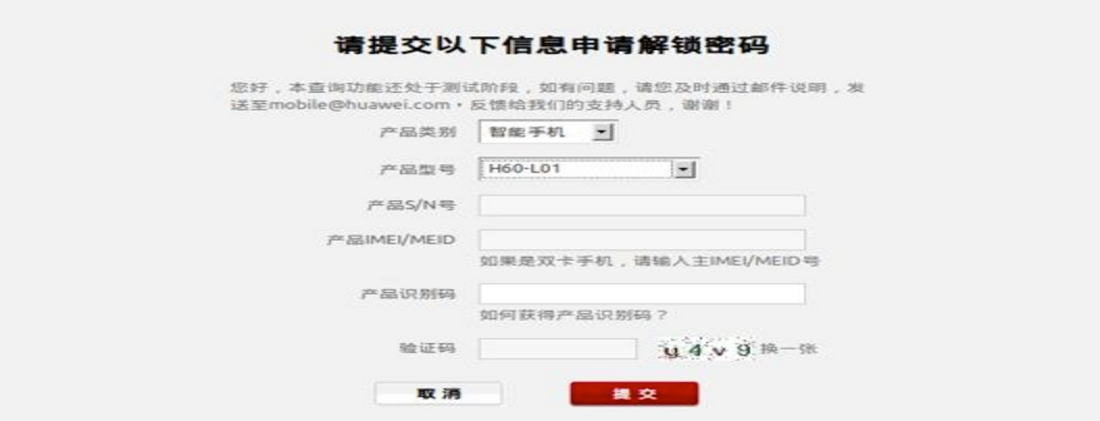 请提交以下信息申请解锁密码
您好，本查询功能还处于测试阶段，如有问题，请您及时通过邮件说明，发
送至mobile@huawei.com，反馈给我们的支持人员，谢谢！
产品类别 智能手机
产品型号 H60-L01
产品S/N号
产品IMEI/MEID
如果是双卡手机，请输入主IMEI/MEID号
产品识别码
如何获得产品识别码？
验证码 u4v9 换一张
取消 提交